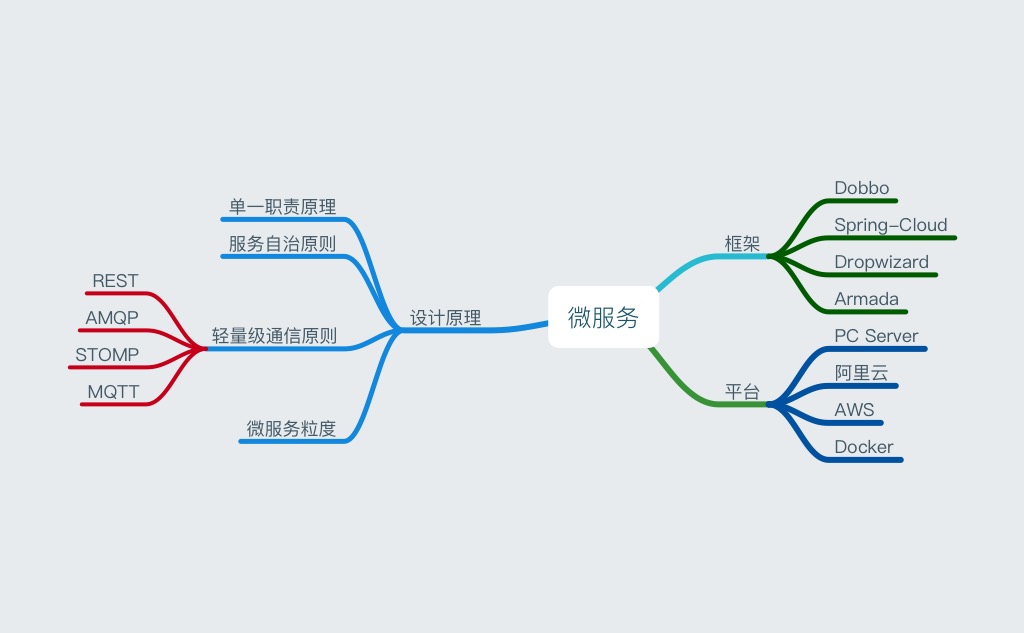 微服务
框架
Dobbo
Spring-Cloud
Dropwizard
Armada
平台
PC Server
阿里云
AWS
Docker
设计原理
单一职责原理
服务自治原则
轻量级通信原则
REST
AMQP
STOMP
MQTT
微服务粒度